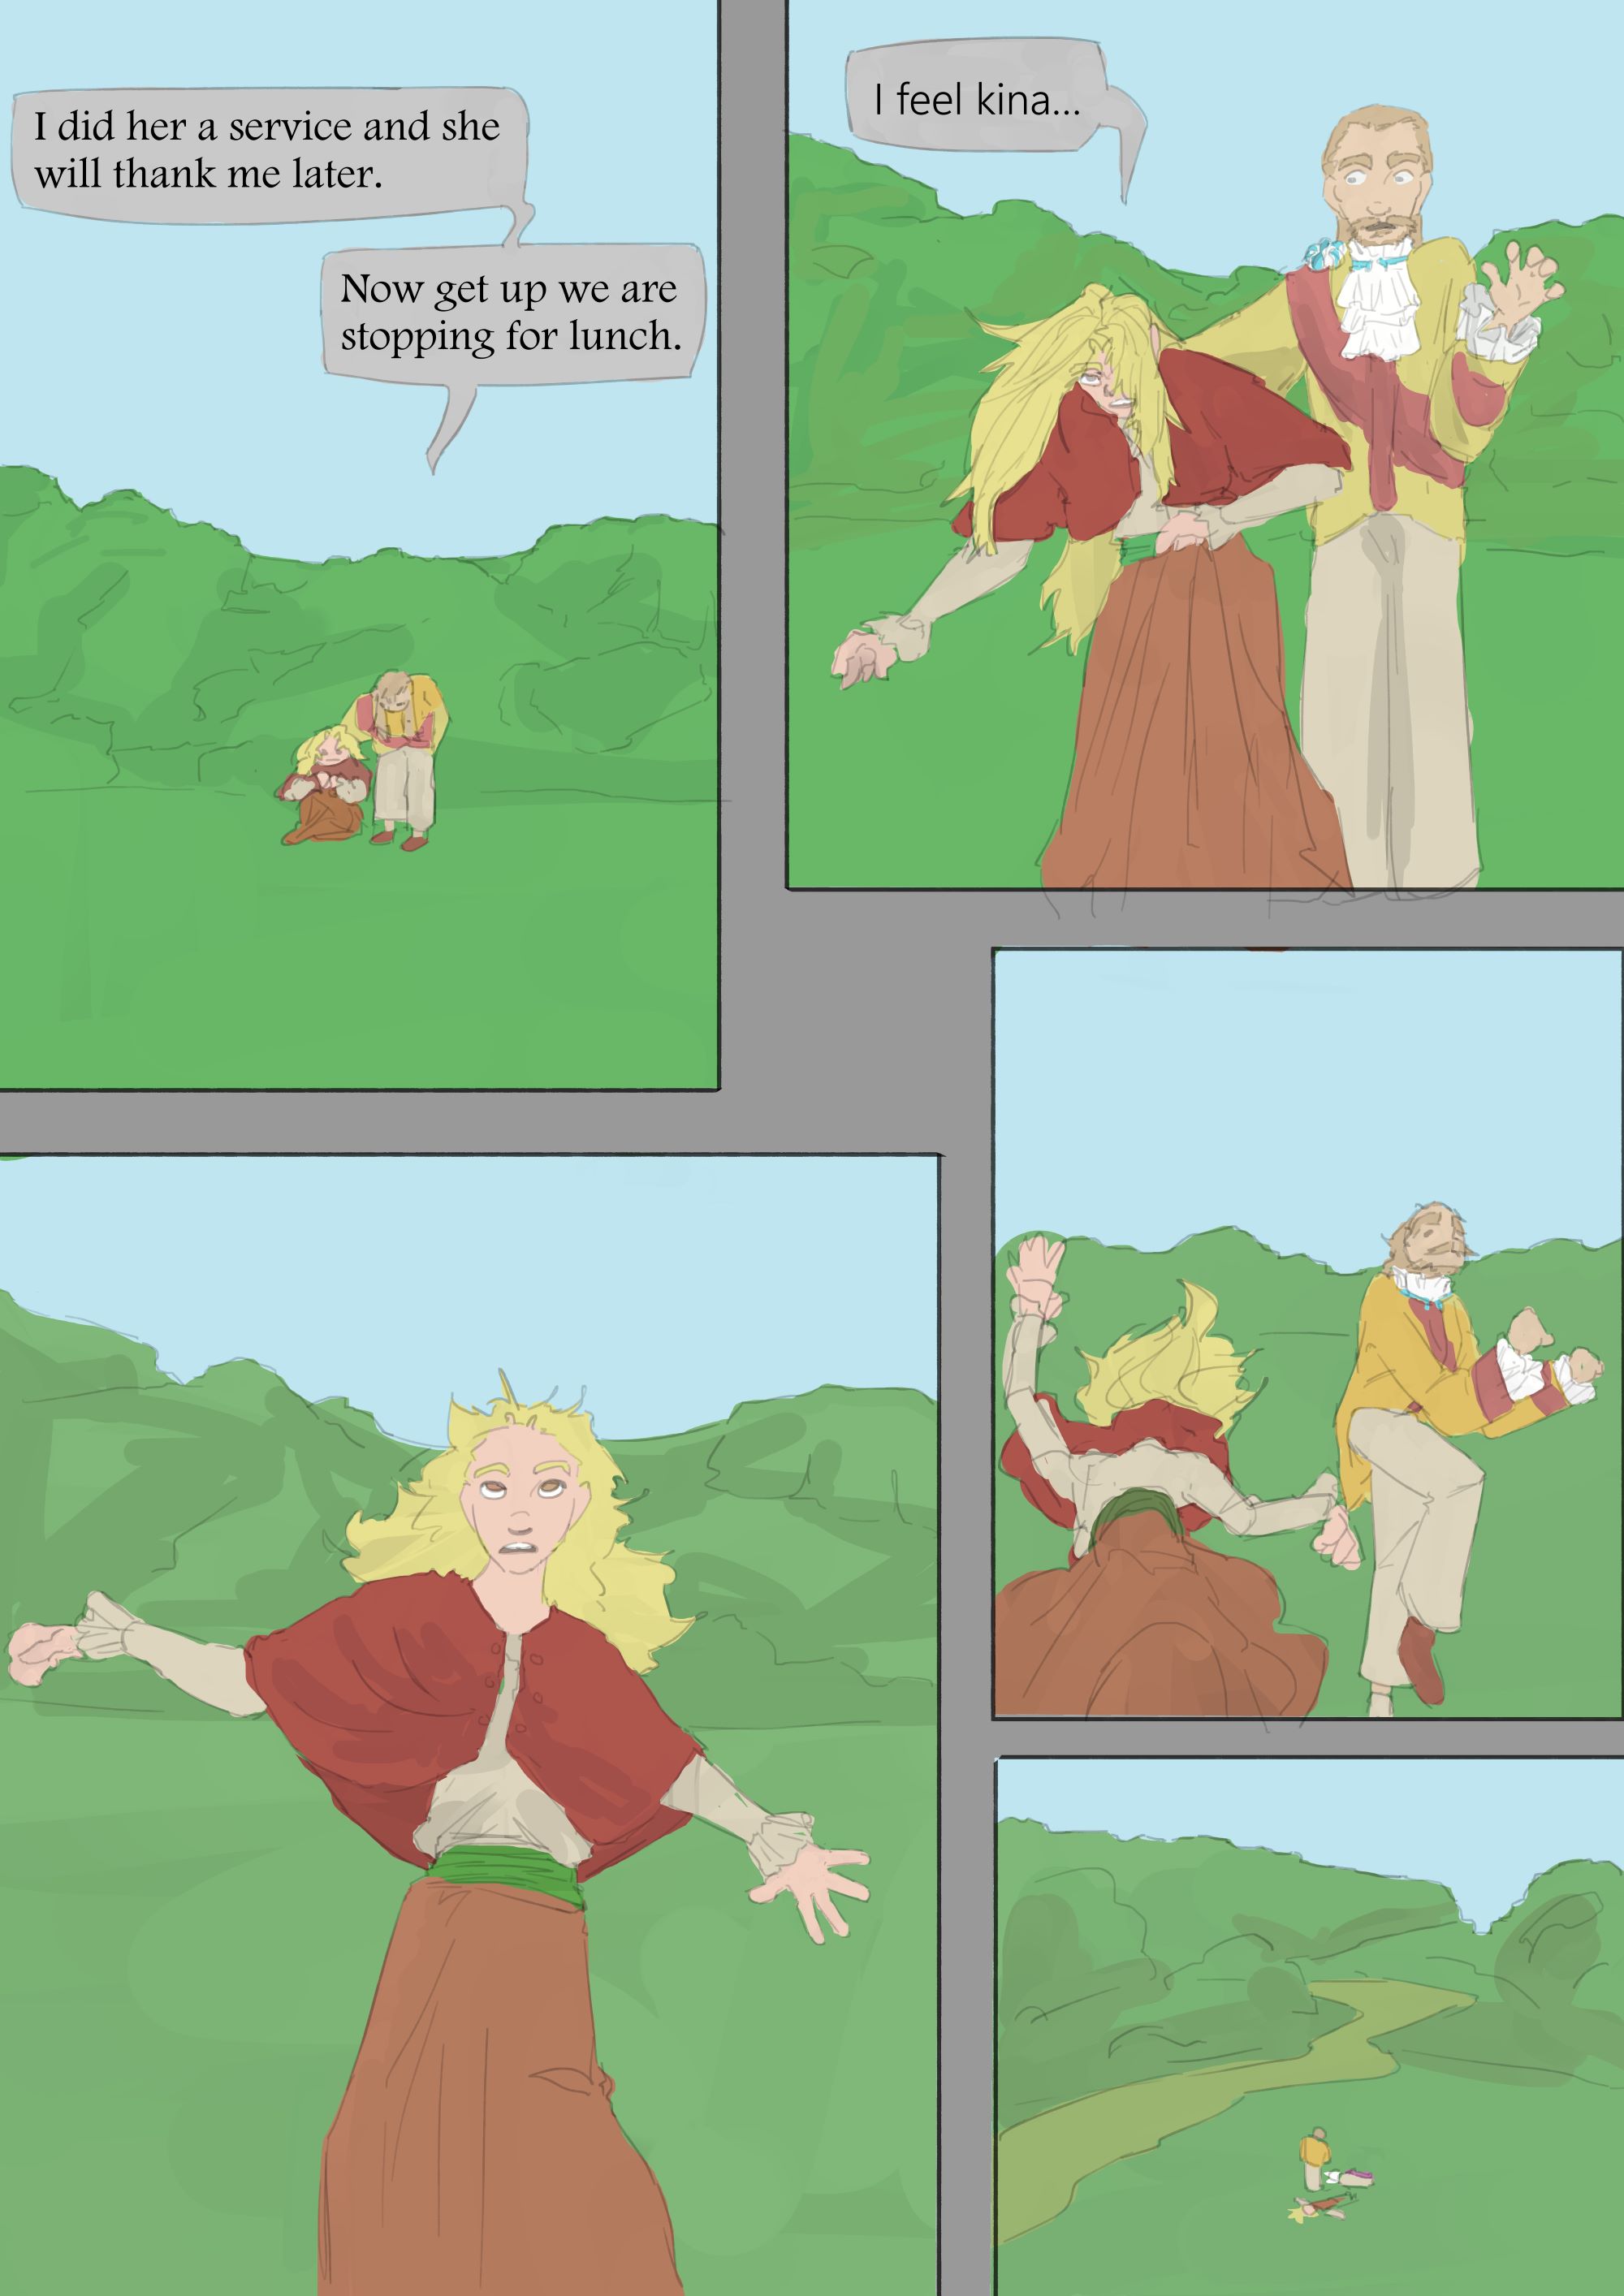 I did her a service and she
will thank me later.
Now get up we are
stopping for lunch.
I feel kina...